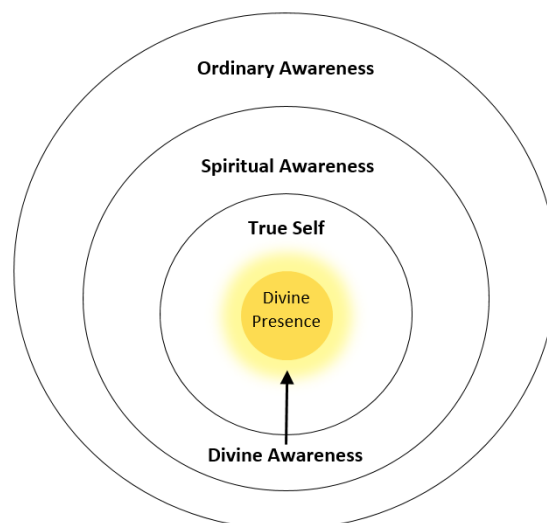 Ordinary Awareness
Spiritual Awareness
True Self
Divine
Presence
Divine Awareness